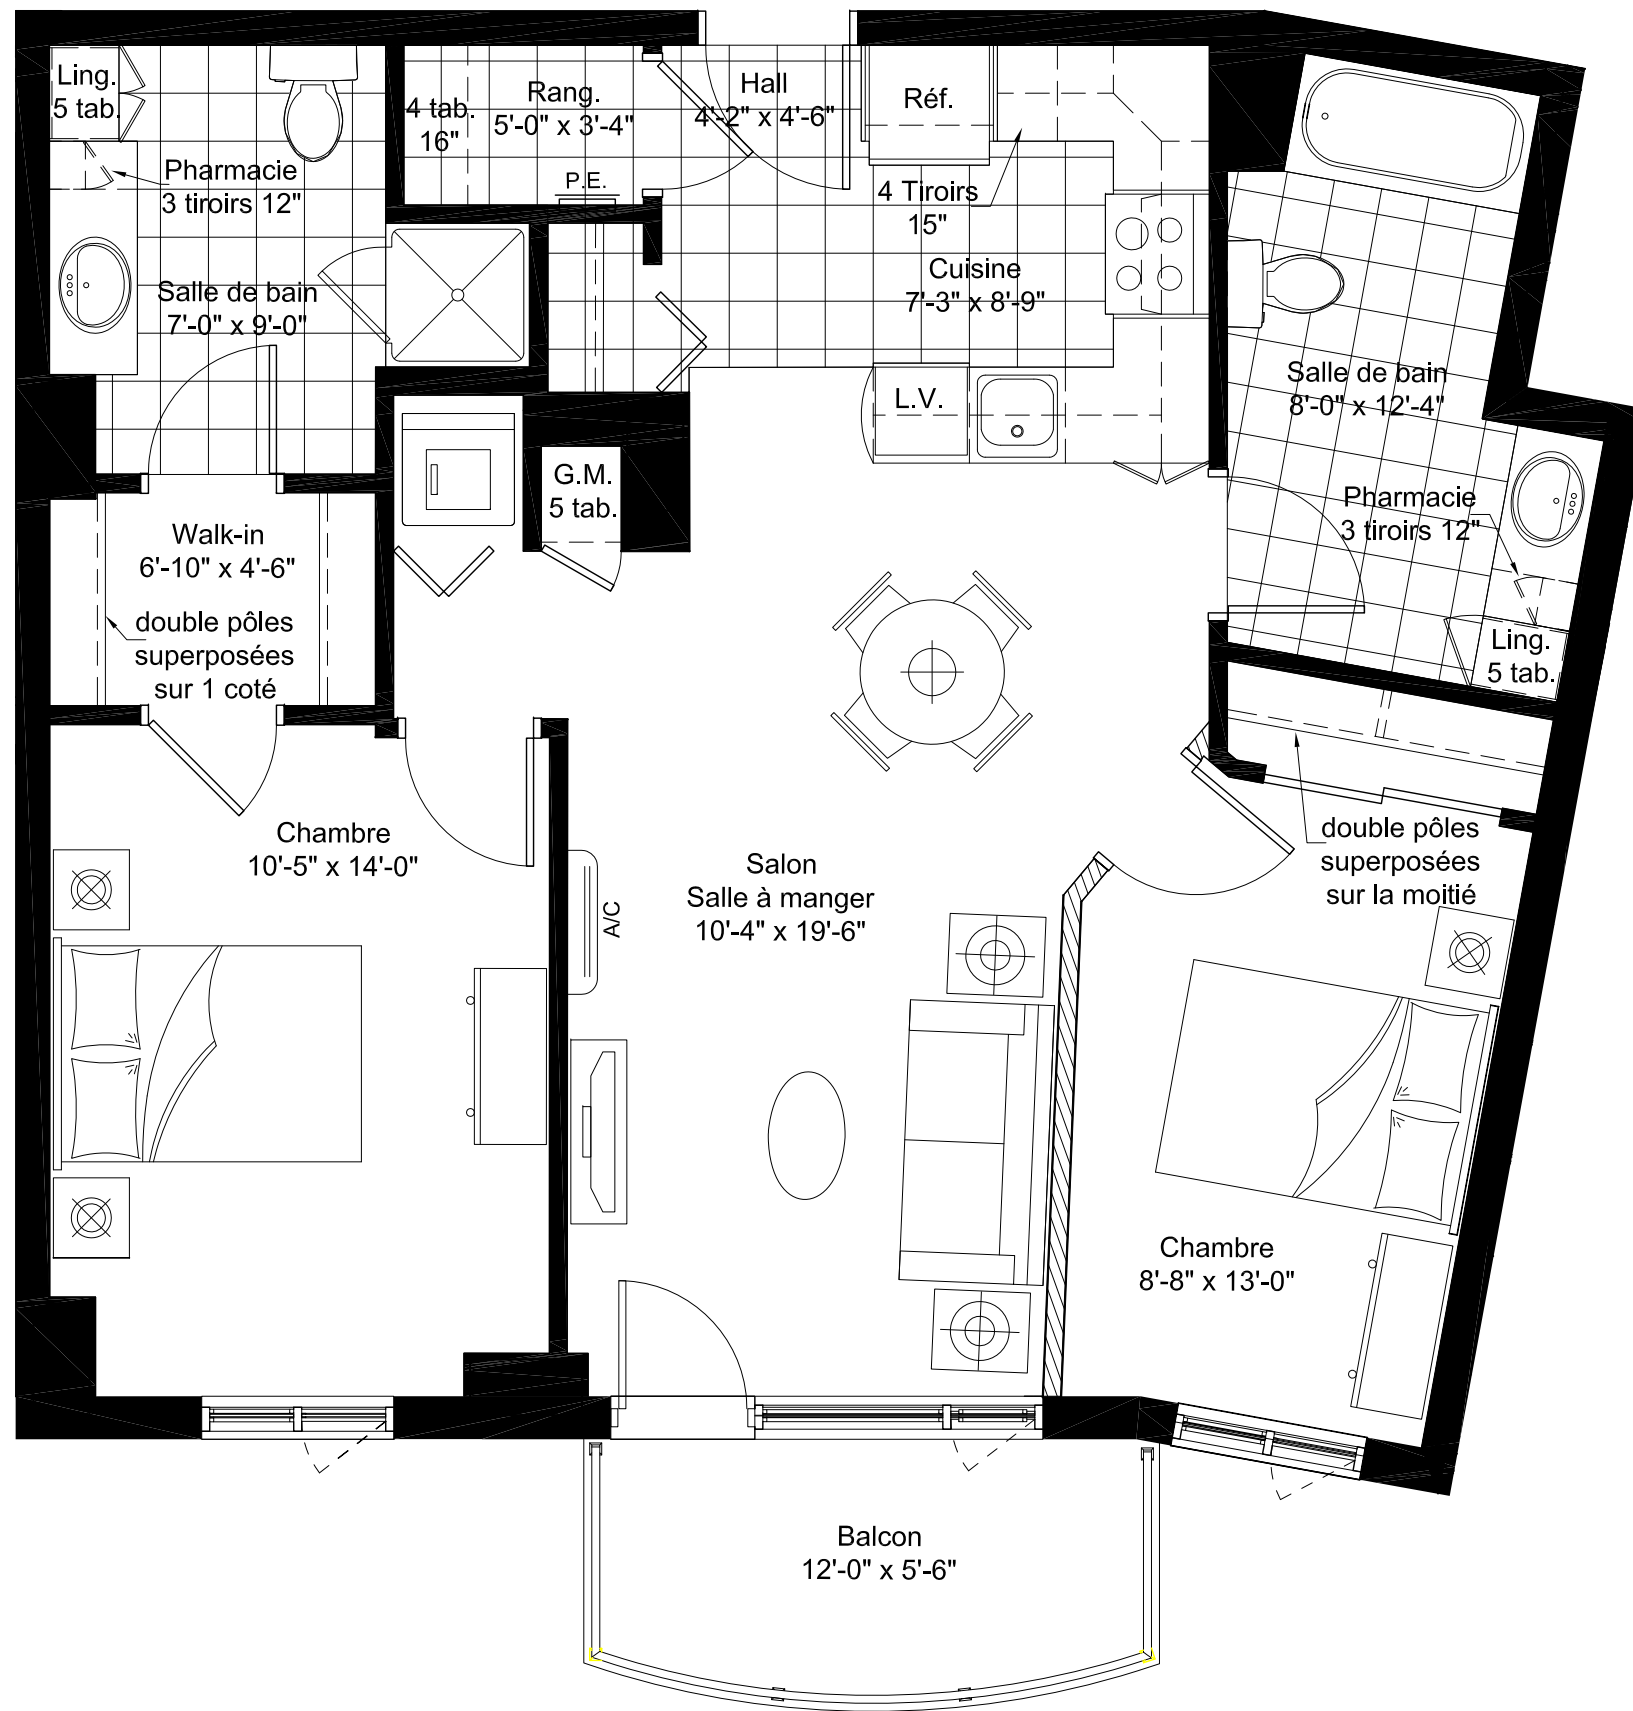 Ling.
5 tab.
Pharmacie
3 tiroirs 12"
Salle de bain
7'-0" x 9'-0"
4 tab.
16"
Rang.
5'-0" x 3'-4"
P.E.
Hall
4'-2" x 4'-6"
Réf.
4 Tiroirs
15"
Cuisine
7'-3" x 8'-9"
L.V.
Salle de bain
8'-0" x 12'-4"
Pharmacie
3 tiroirs 12"
Ling.
5 tab.
G.M.
5 tab.
Walk-in
6'-10" x 4'-6"
double pôles
superposées
sur 1 coté
Chambre
10'-5" x 14'-0"
A/C
Salon
Salle à manger
10'-4" x 19'-6"
double pôles
superposées
sur la moitié
Chambre
8'-8" x 13'-0"
Balcon
12'-0" x 5'-6"